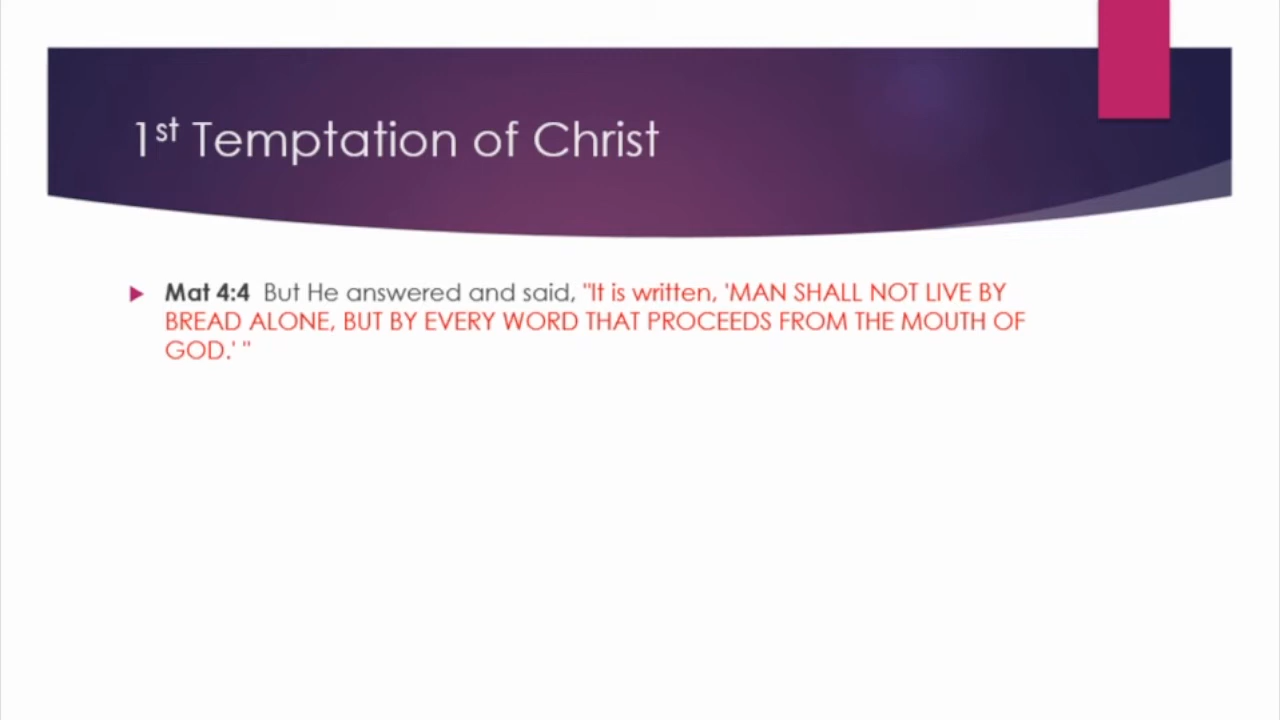 1st Temptation of Christ
Mat 4:4 But He answered and said, "It is written, 'MAN SHALL NOT LIVE BY
BREAD ALONE, BUT BY EVERY WORD THAT PROCEEDS FROM THE MOUTH OF
GOD.' "